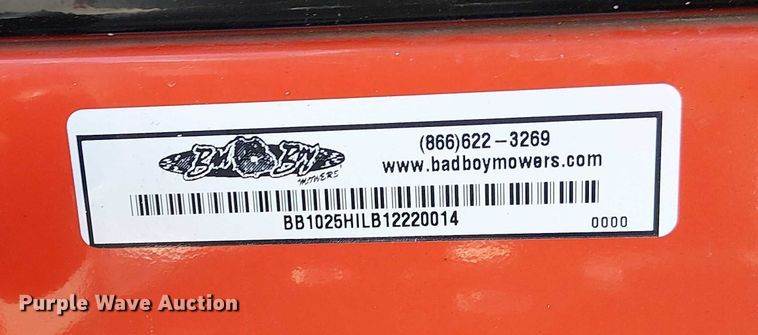 Bad Boy
MOWERS
(866)622-3269
www.badboymowers.com
BB1025HILB12220014
0000
Purple Wave Auction